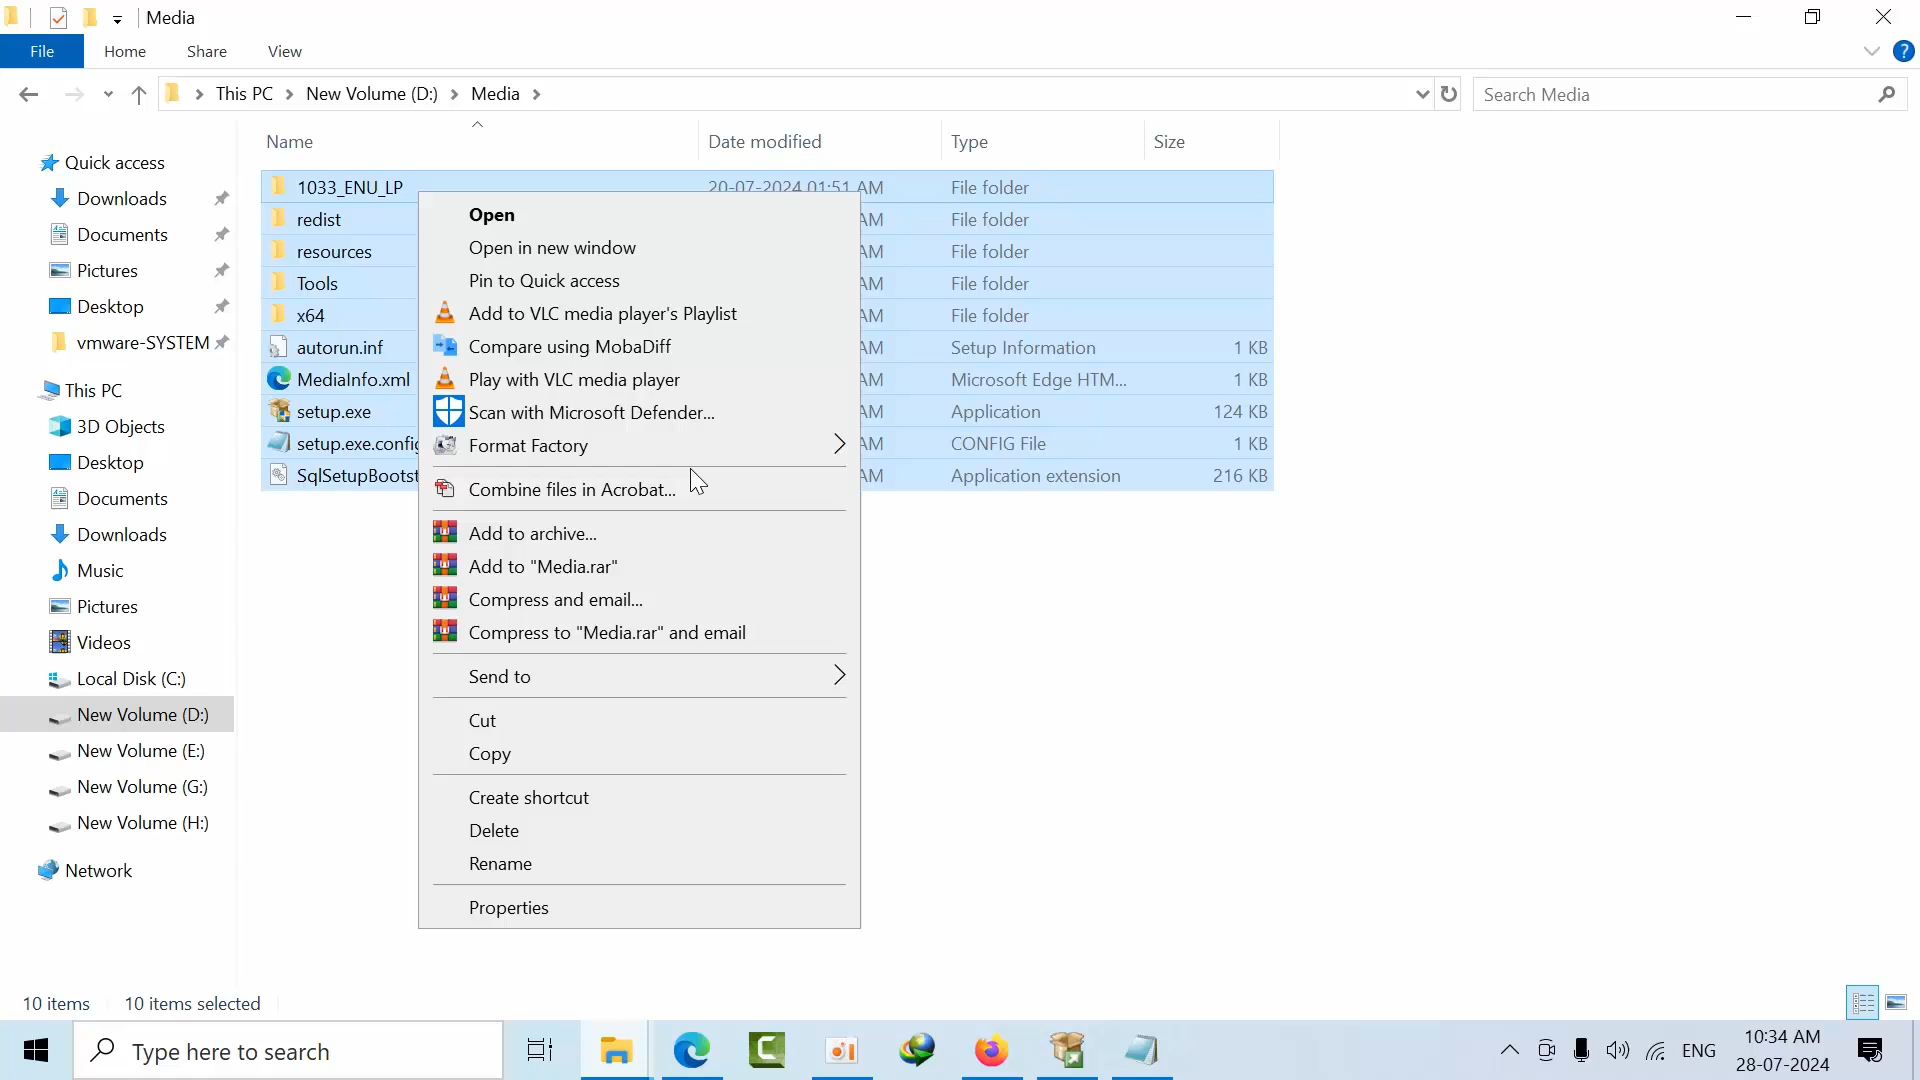 Media
File
Home
Share
View
This PC
New Volume (D:)
Media
Search Media
Name
Date modified
Type
Size
Quick access
Downloads
Documents
Pictures
Desktop
vmware-SYSTEM
This PC
3D Objects
Desktop
Documents
Downloads
Music
Pictures
Videos
Local Disk (C:)
New Volume (D:)
New Volume (E:)
New Volume (G:)
New Volume (H:)
Network
1033_ENU_LP
20-07-2024 01:51 AM
File folder
redist
AM
File folder
resources
AM
File folder
Tools
AM
File folder
x64
AM
File folder
autorun.inf
AM
Setup Information
1 KB
MediaInfo.xml
AM
Microsoft Edge HTM...
1 KB
setup.exe
AM
Application
124 KB
setup.exe.config
AM
CONFIG File
1 KB
SqlSetupBootst
AM
Application extension
216 KB
Open
Open in new window
Pin to Quick access
Add to VLC media player's Playlist
Compare using MobaDiff
Play with VLC media player
Scan with Microsoft Defender...
Format Factory
Combine files in Acrobat...
Add to archive...
Add to "Media.rar"
Compress and email...
Compress to "Media.rar" and email
Send to
Cut
Copy
Create shortcut
Delete
Rename
Properties
10 items
10 items selected
Type here to search
ENG
10:34 AM
28-07-2024